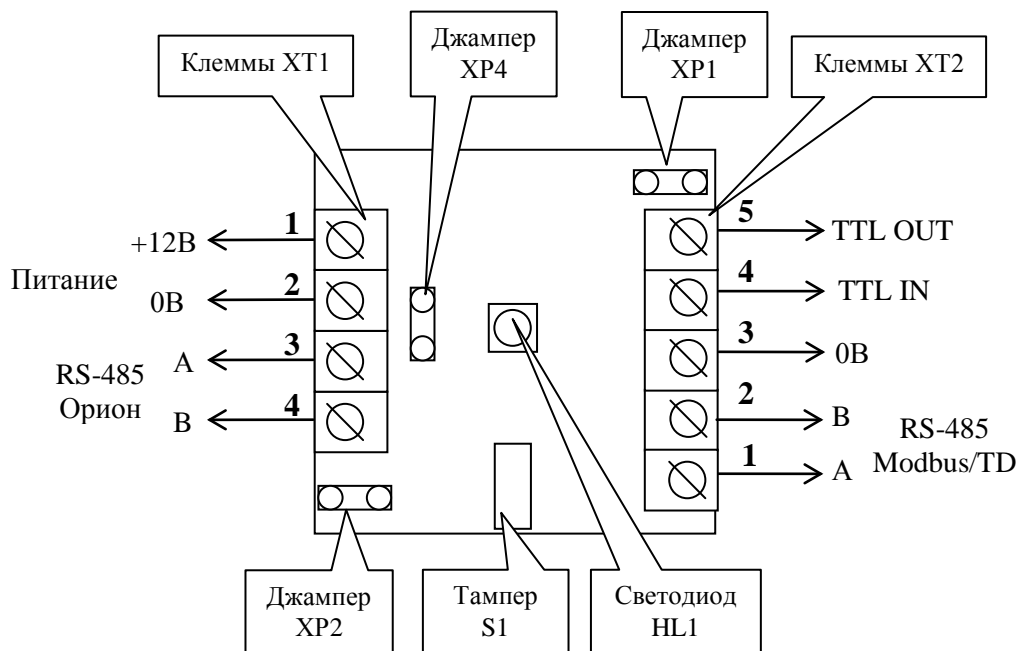 Клеммы XT1
Джампер
XP4
Джампер
XP1
Клеммы XT2
1
+12В
Питание
2
0В
3
A
RS-485
Орион
4
B
5
TTL OUT
4
TTL IN
3
0В
2
B
RS-485
Modbus/TD
1
A
Джампер
XP2
Тампер
S1
Светодиод
HL1